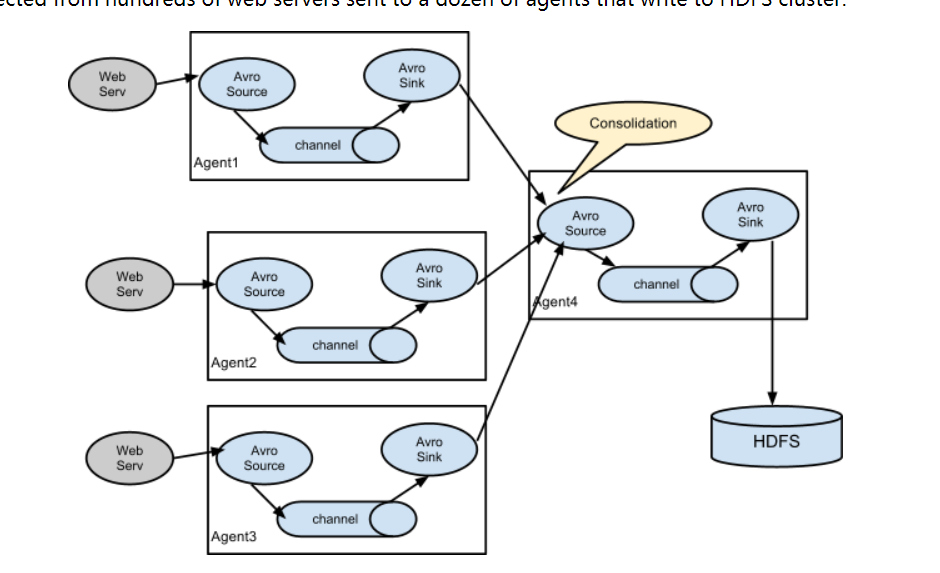 ected from hundreds of web servers sent to a dozen of agents that write to HDFS cluster.
Web
Serv
Avro
Source
Avro
Sink
channel
Agent1
Consolidation
Web
Serv
Avro
Source
Avro
Sink
channel
Agent2
Avro
Source
Avro
Sink
channel
Agent4
Web
Serv
Avro
Source
Avro
Sink
channel
Agent3
HDFS